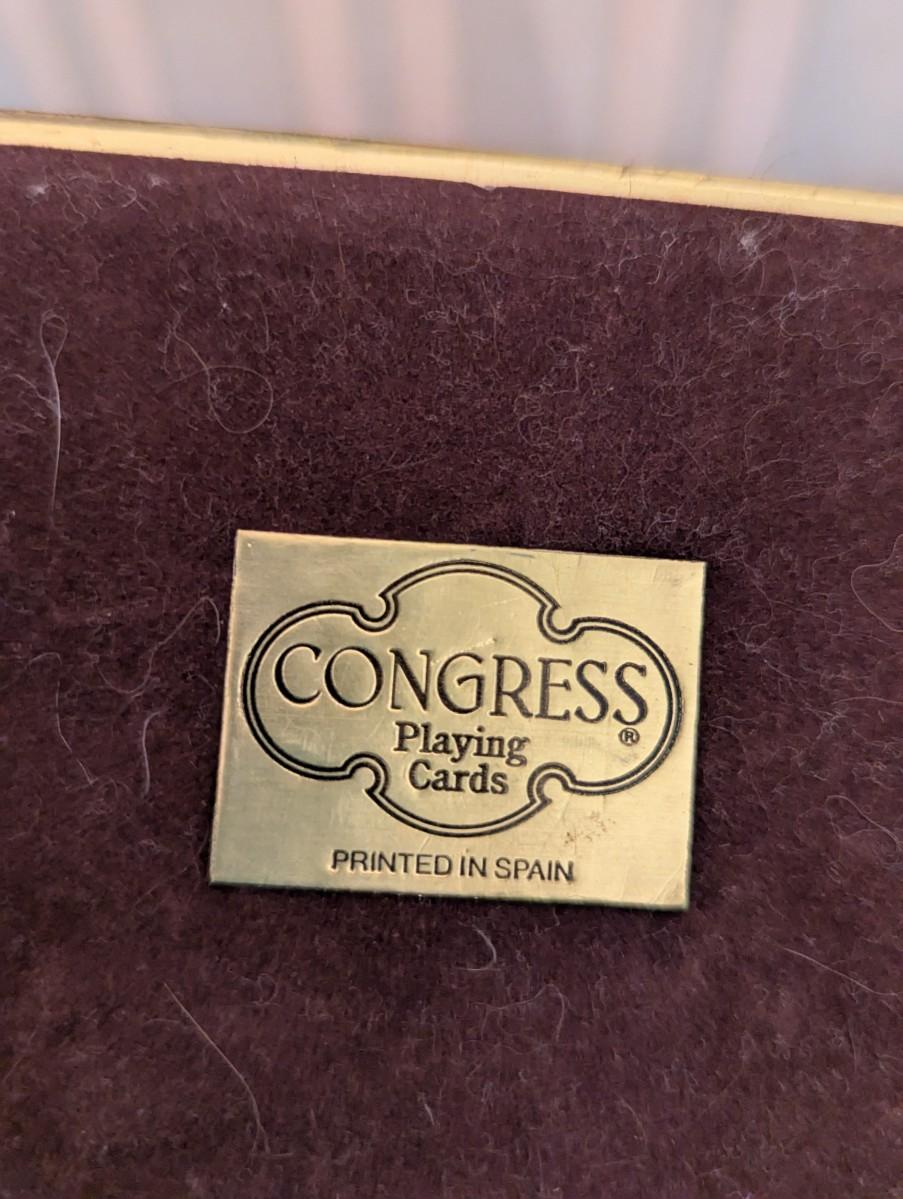 CONGRESS
®
Playing
Cards
PRINTED IN SPAIN